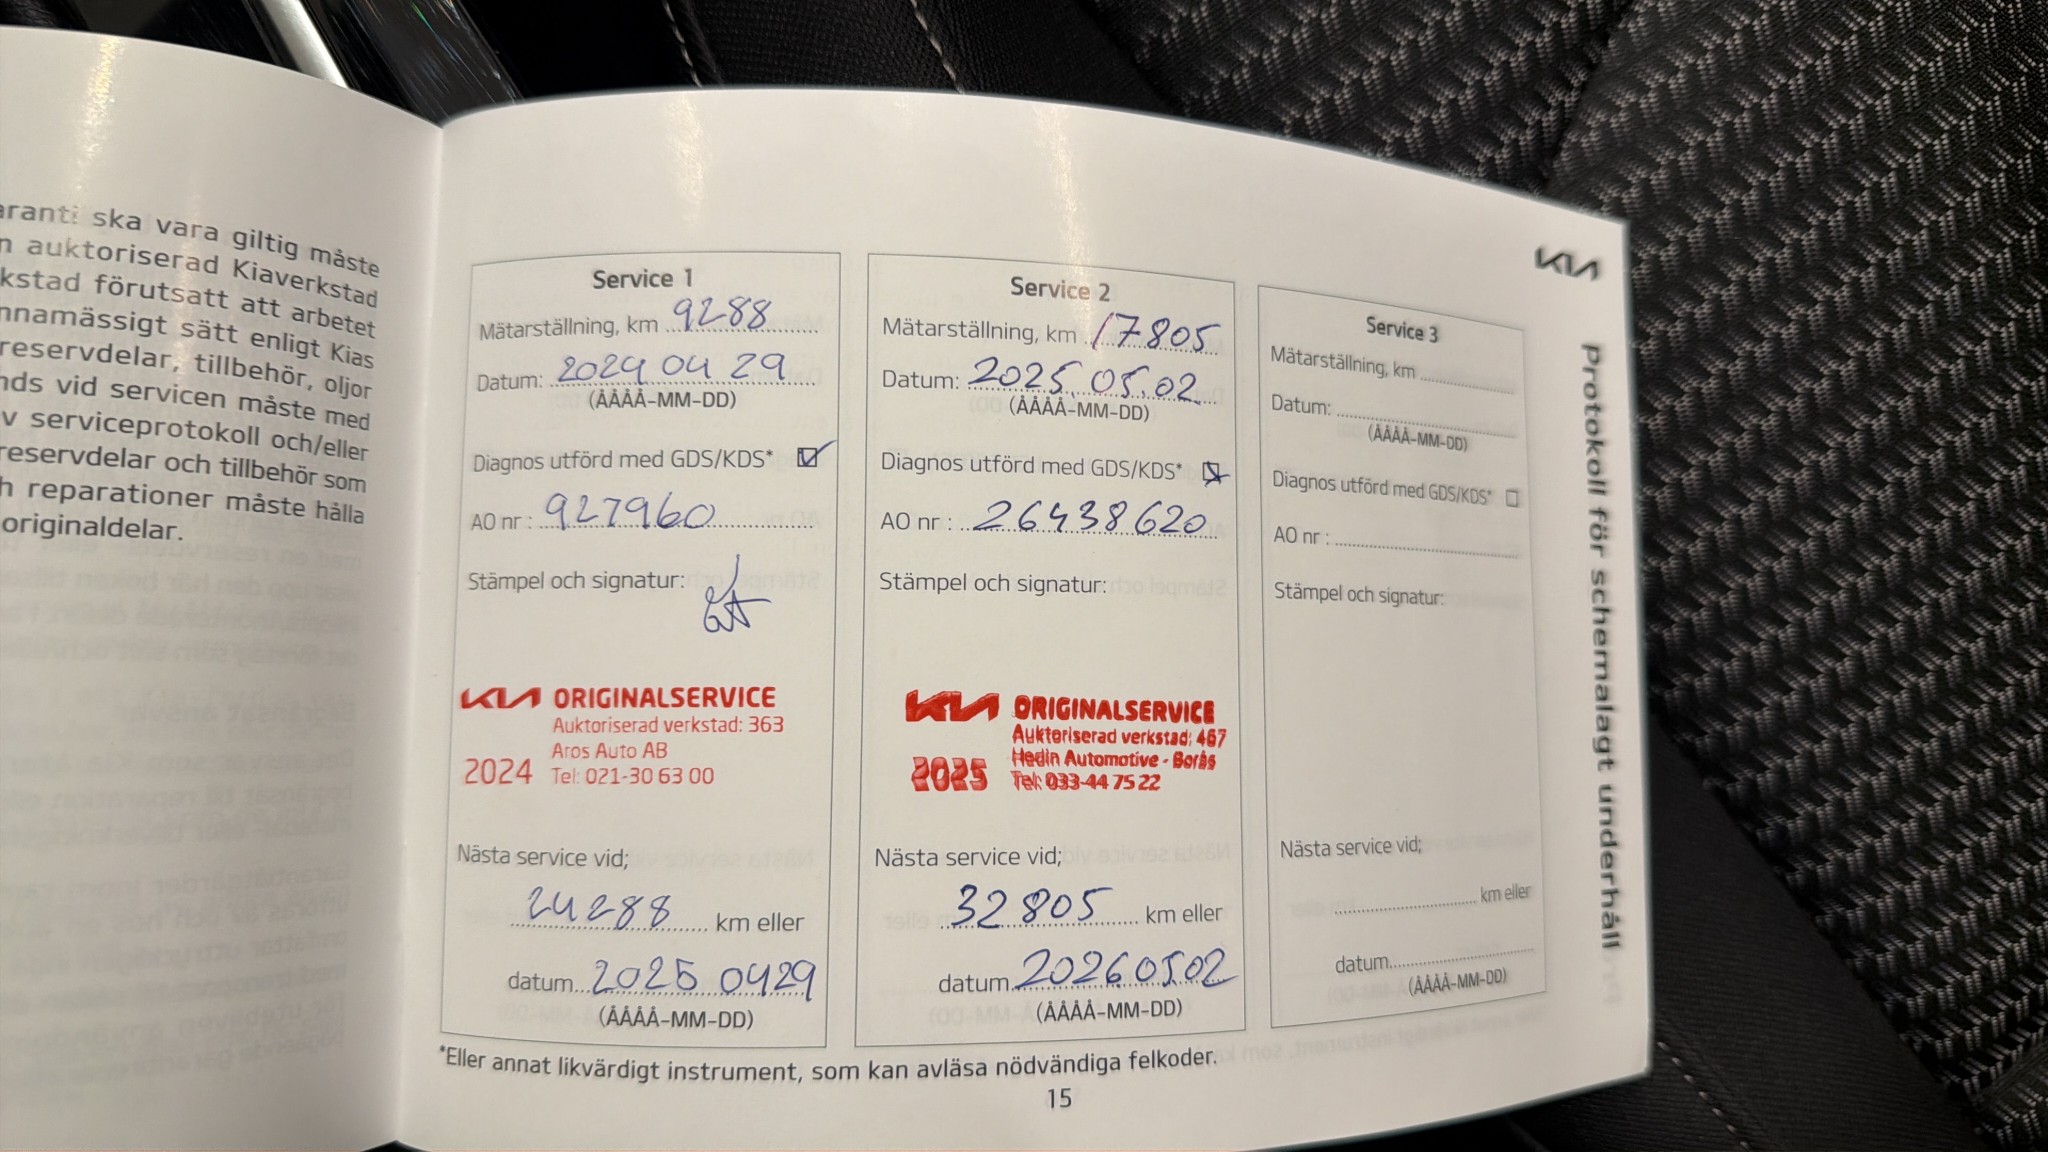 ska vara giltig måste
auktoriserad Kiaverkstad
förutsatt att arbetet
sätt enligt Kias
reservdelar, tillbehör, oljor
vid servicen måste med
serviceprotokoll och/eller
reservdelar och tillbehör som
reparationer måste hålla
originaldelar.
KIA
Protokoll för schemalagt underhåll
Service 1
Mätarställning, km 9288
Datum: 2024 04 29
(ÅÅÅÅ-MM-DD)
Diagnos utförd med GDS/KDS*
AO nr: 927960
Stämpel och signatur:
KIA ORIGINALSERVICE
Auktoriserad verkstad: 363
Aros Auto AB
2024 Tel: 021-30 63 00
Nästa service vid;
24288 km eller
datum 2025 0429
(ÅÅÅÅ-MM-DD)
Service 2
Mätarställning, km 17805
Datum: 2025.05.02
(ÅÅÅÅ-MM-DD)
Diagnos utförd med GDS/KDS*
AO nr: 26438620
Stämpel och signatur:
KIA ORIGINALSERVICE
Auktoriserad verkstad: 467
Hedin Automotive - Borås
2025 Tel: 033-44 75 22
Nästa service vid;
32805 km eller
datum 20260502
(ÅÅÅÅ-MM-DD)
Service 3
Mätarställning, km
Datum:
(ÅÅÅÅ-MM-DD)
Diagnos utförd med GDS/KDS*
AO nr:
Stämpel och signatur:
Nästa service vid;
km eller
datum
(ÅÅÅÅ-MM-DD)
*Eller annat likvärdigt instrument, som kan avläsa nödvändiga felkoder.
15